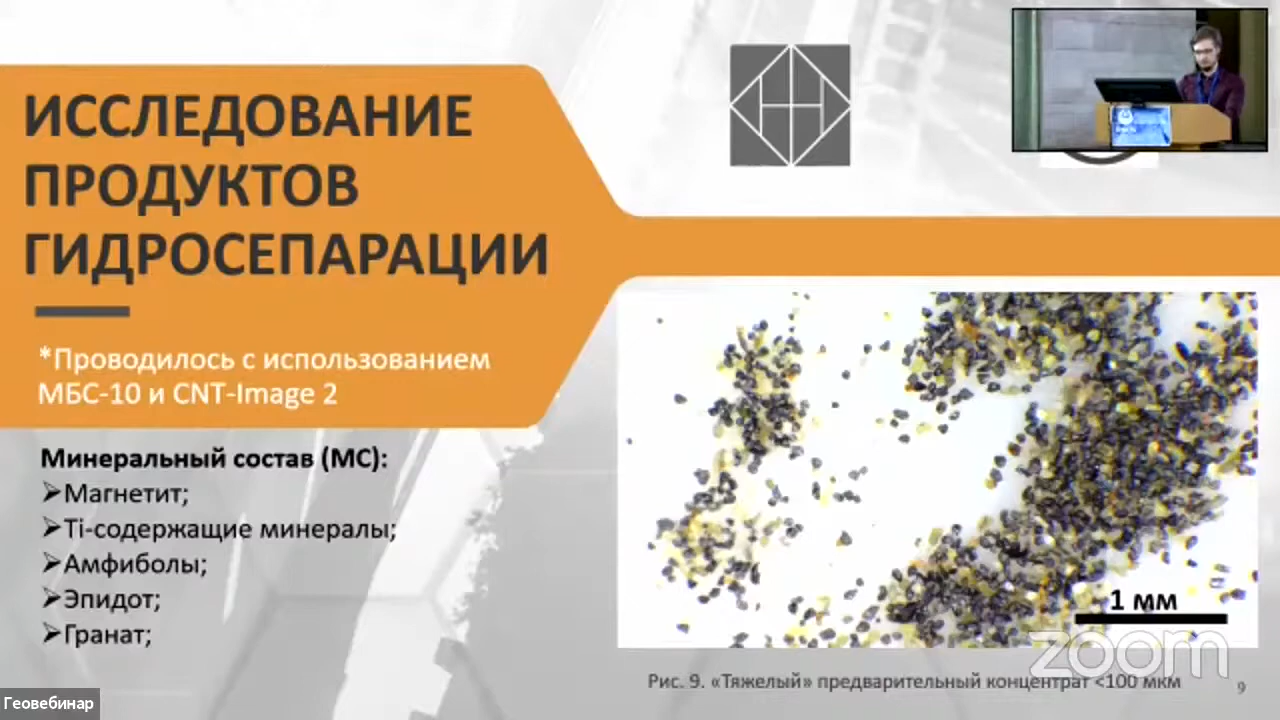 ИССЛЕДОВАНИЕ
ПРОДУКТОВ
ГИДРОСЕПАРАЦИИ
*Проводилось с использованием
МБС-10 и CNT-Image 2
Минеральный состав (МС):
➢Магнетит;
➢Ti-содержащие минералы;
➢Амфиболы;
➢Эпидот;
➢Гранат;
1 мм
zoom
Рис. 9. «Тяжелый» предварительный концентрат <100 мкм
9
Геовебинар